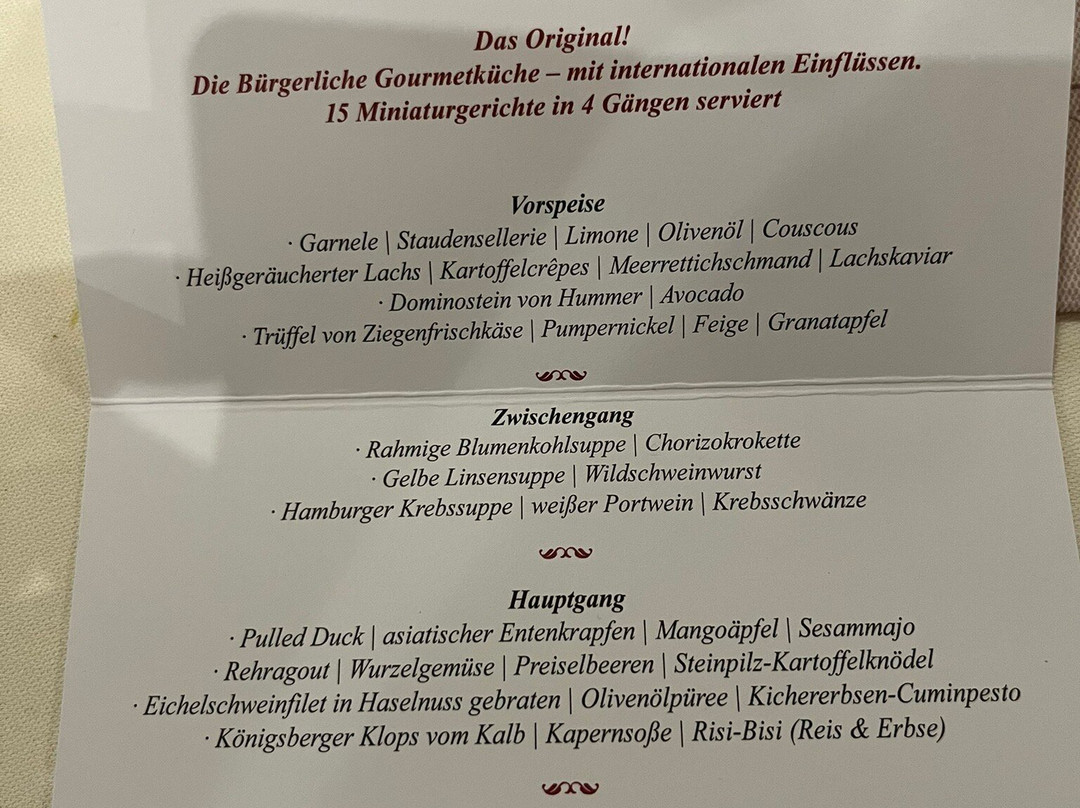 Das Original!
Die Bürgerliche Gourmetküche – mit internationalen Einflüssen.
15 Miniaturgerichte in 4 Gängen serviert
Vorspeise
· Garnele | Staudensellerie | Limone | Olivenöl | Couscous
· Heißgeräucherter Lachs | Kartoffelcrêpes | Meerrettichschmand | Lachskaviar
· Dominostein von Hummer | Avocado
· Trüffel von Ziegenfrischkäse | Pumpernickel | Feige | Granatapfel
Zwischengang
· Rahmige Blumenkohlsuppe | Chorizokrokette
· Gelbe Linsensuppe | Wildschweinwurst
· Hamburger Krebssuppe | weißer Portwein | Krebsschwänze
Hauptgang
· Pulled Duck | asiatischer Entenkrapfen | Mangoäpfel | Sesammajo
· Rehragout | Wurzelgemüse | Preiselbeeren | Steinpilz-Kartoffelknödel
· Eichelschweinfilet in Haselnuss gebraten | Olivenölpüree | Kichererbsen-Cuminpesto
· Königsberger Klops vom Kalb | Kapernsoße | Risi-Bisi (Reis & Erbse)